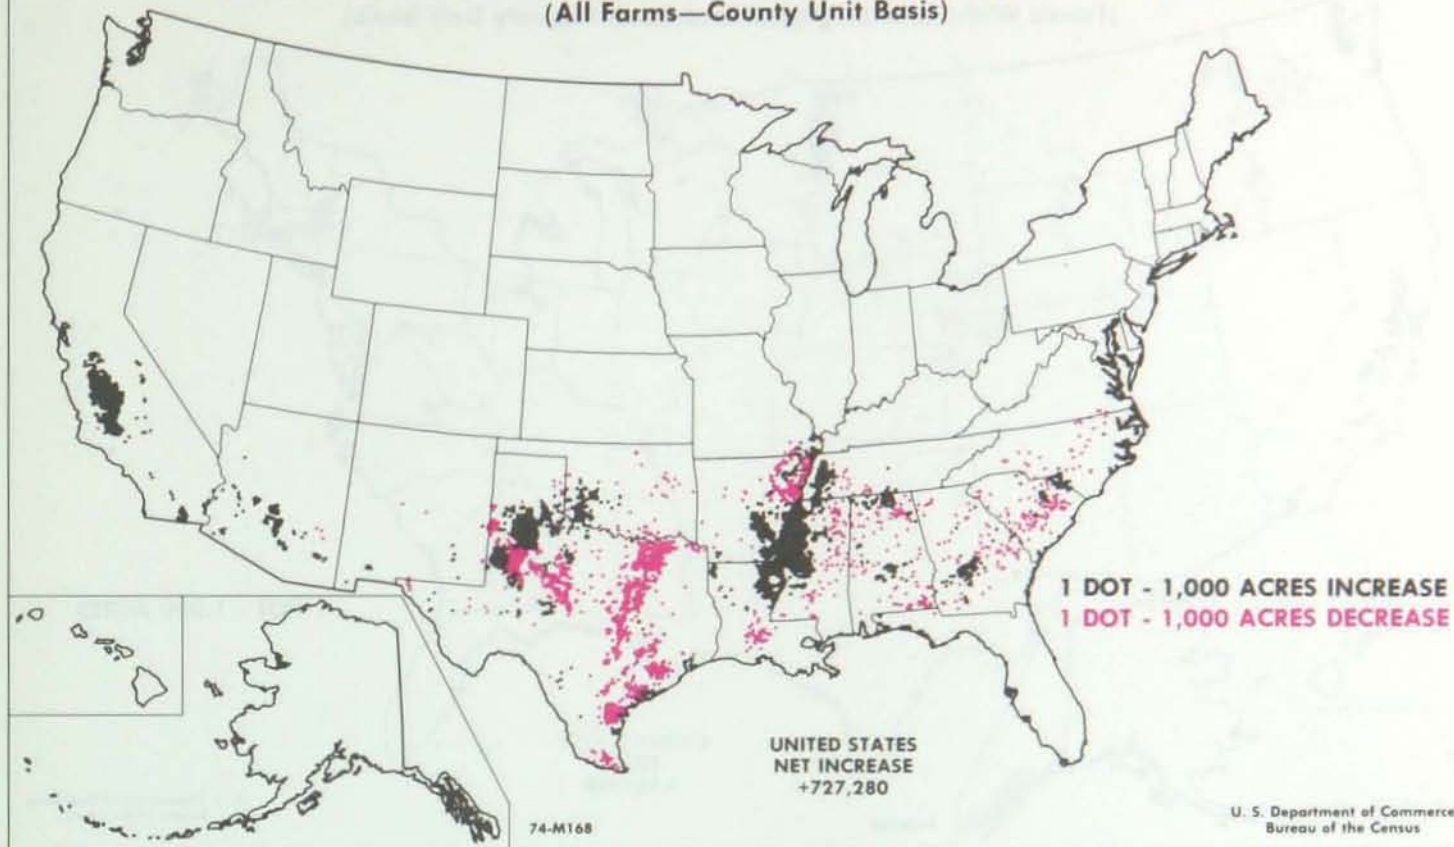 (All Farms—County Unit Basis)
1 DOT - 1,000 ACRES INCREASE
1 DOT - 1,000 ACRES DECREASE
UNITED STATES
NET INCREASE
+727,280
74-M168
U. S. Department of Commerce
Bureau of the Census